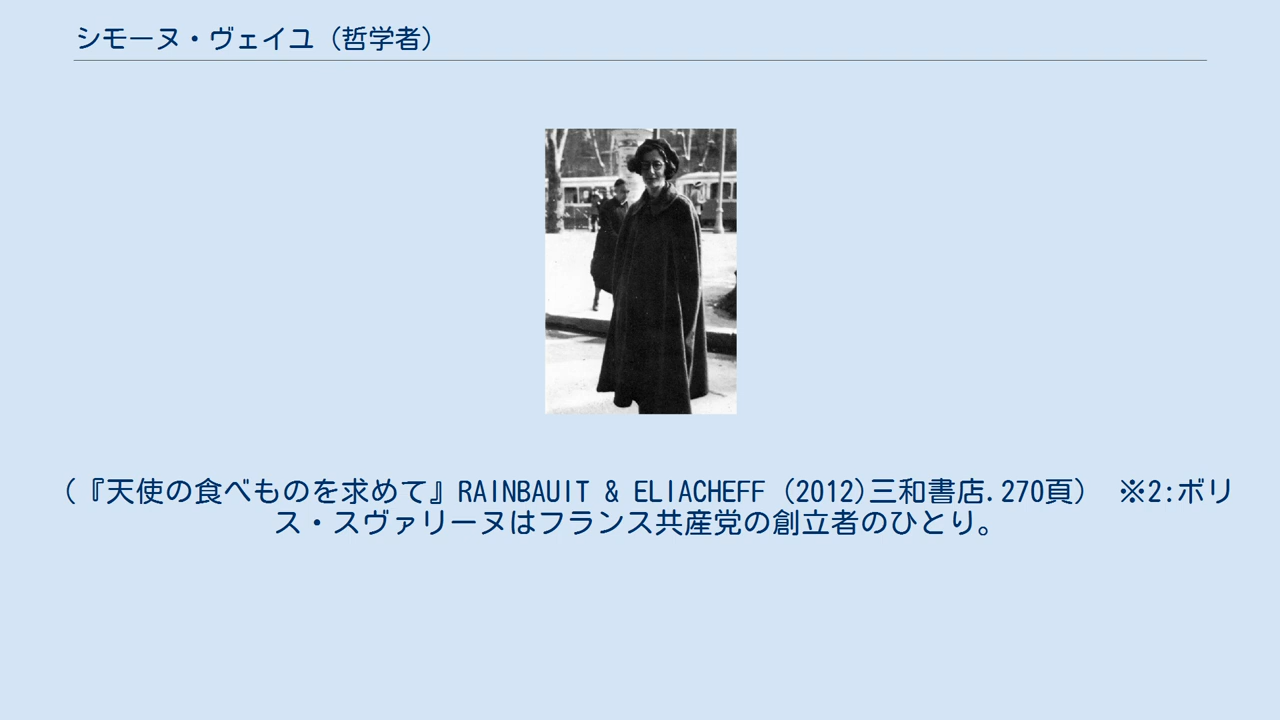 シモーヌ・ヴェイユ（哲学者）
（『天使の食べものを求めて』RAINBAUIT & ELIACHEFF (2012)三和書店.270頁） ※2:ボリ
ス・スヴァリーヌはフランス共産党の創立者のひとり。